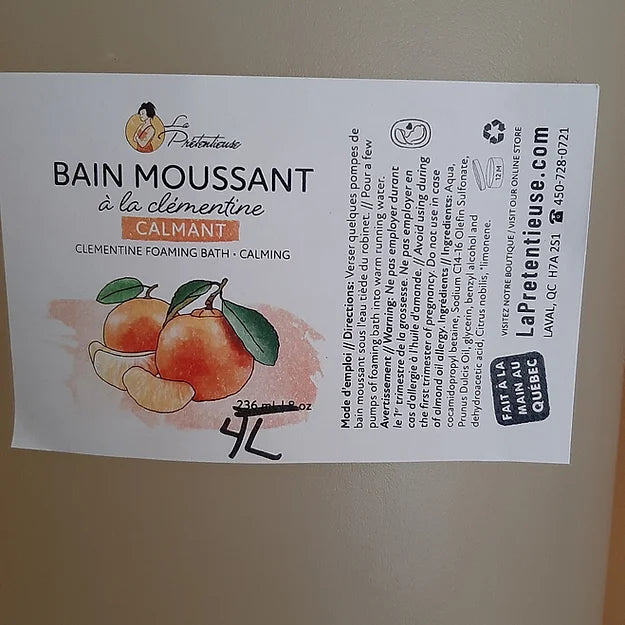 La
Prétentieuse
BAIN MOUSSANT
à la clémentine
CALMANT
CLEMENTINE FOAMING BATH • CALMING
236 ml / 8 oz
4L
Mode d'emploi // Directions: Verser quelques pompes de
bain moussant sous l'eau tiède du robinet. // Pour a few
pumps of foaming bath into warm running water.
Avertissement // Warning: Ne pas employer durant
le 1er trimestre de la grossesse. Ne pas employer en
cas d'allergie à l'huile d'amande. // Avoid using during
the first trimester of pregnancy. Do not use in case
of almond oil allergy. Ingrédients // Ingredients: Aqua,
cocamidopropyl betaine, Sodium C14-16 Olefin Sulfonate,
Prunus Dulcis Oil, glycerin, benzyl alcohol and
dehydroacetic acid, Citrus nobilis, *limonene.
12 M
FAIT À LA
MAIN AU
QUÉBEC
VISITEZ NOTRE BOUTIQUE / VISIT OUR ONLINE STORE
LaPretentieuse.com
LAVAL, QC H7A 2S1 ☎ 450-728-0721